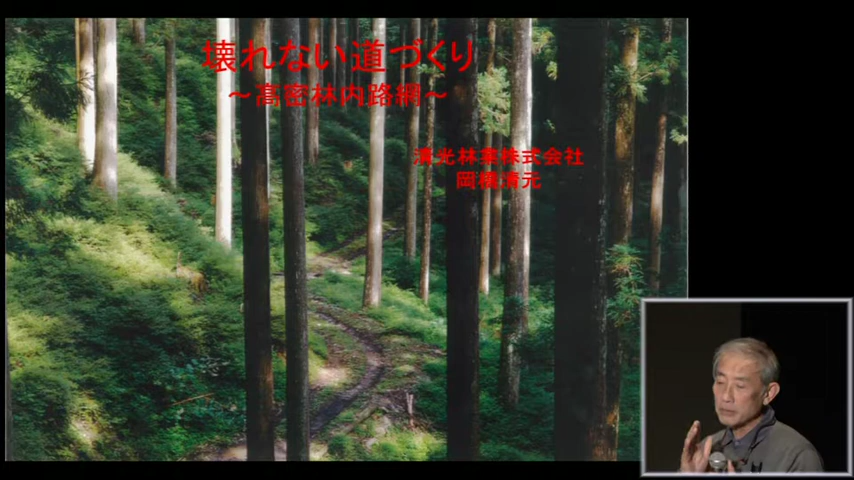 壊れない道づくり
～高密林内路網～
清光林業株式会社
岡橋清元